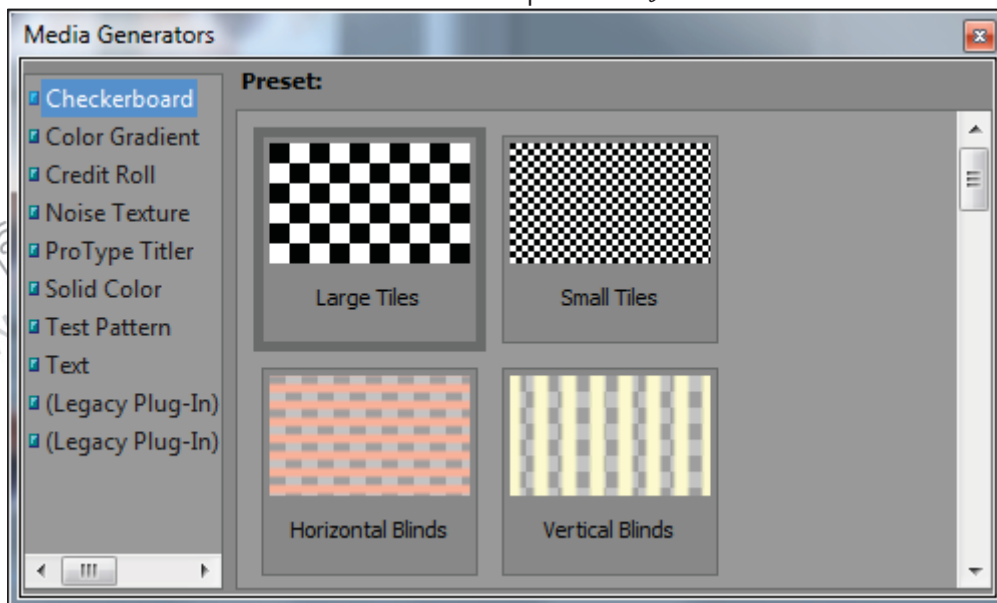 Media Generators
Preset:
Checkerboard
Color Gradient
Credit Roll
Noise Texture
ProType Titler
Solid Color
Test Pattern
Text
(Legacy Plug-In)
(Legacy Plug-In)
Large Tiles
Small Tiles
Horizontal Blinds
Vertical Blinds